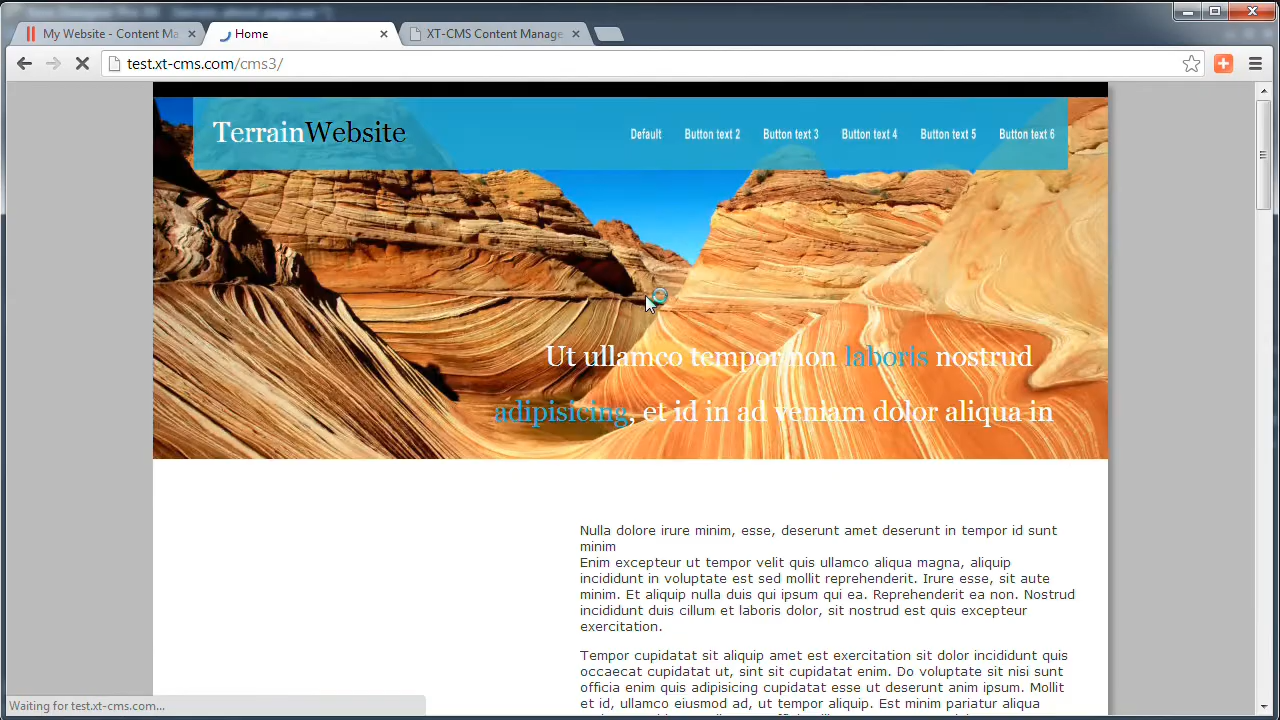 My Website - Content Ma
Home
XT-CMS Content Manage
test.xt-cms.com/cms3/
TerrainWebsite
Default Button text 2 Button text 3 Button text 4 Button text 5 Button text 6
Ut ullamco tempor non laboris nostrud
adipisicing, et id in ad veniam dolor aliqua in
Nulla dolore irure minim, esse, deserunt amet deserunt in tempor id sunt
minim
Enim excepteur ut tempor velit quis ullamco aliqua magna, aliquip
incididunt in voluptate est sed mollit reprehenderit. Irure esse, sit aute
minim. Et aliquip nulla duis qui ipsum qui ea. Reprehenderit ea non. Nostrud
incididunt duis cillum et laboris dolor, sit nostrud est quis excepteur
exercitation.
Tempor cupidatat sit aliquip amet est exercitation sit dolor incididunt quis
occaecat cupidatat ut, sint sit cupidatat enim. Do voluptate sit nisi sunt
officia enim quis adipisicing cupidatat esse ut deserunt anim ipsum. Mollit
et id, ullamco eiusmod ad, ut tempor aliquip. Est minim pariatur aliqua
Waiting for test.xt-cms.com...